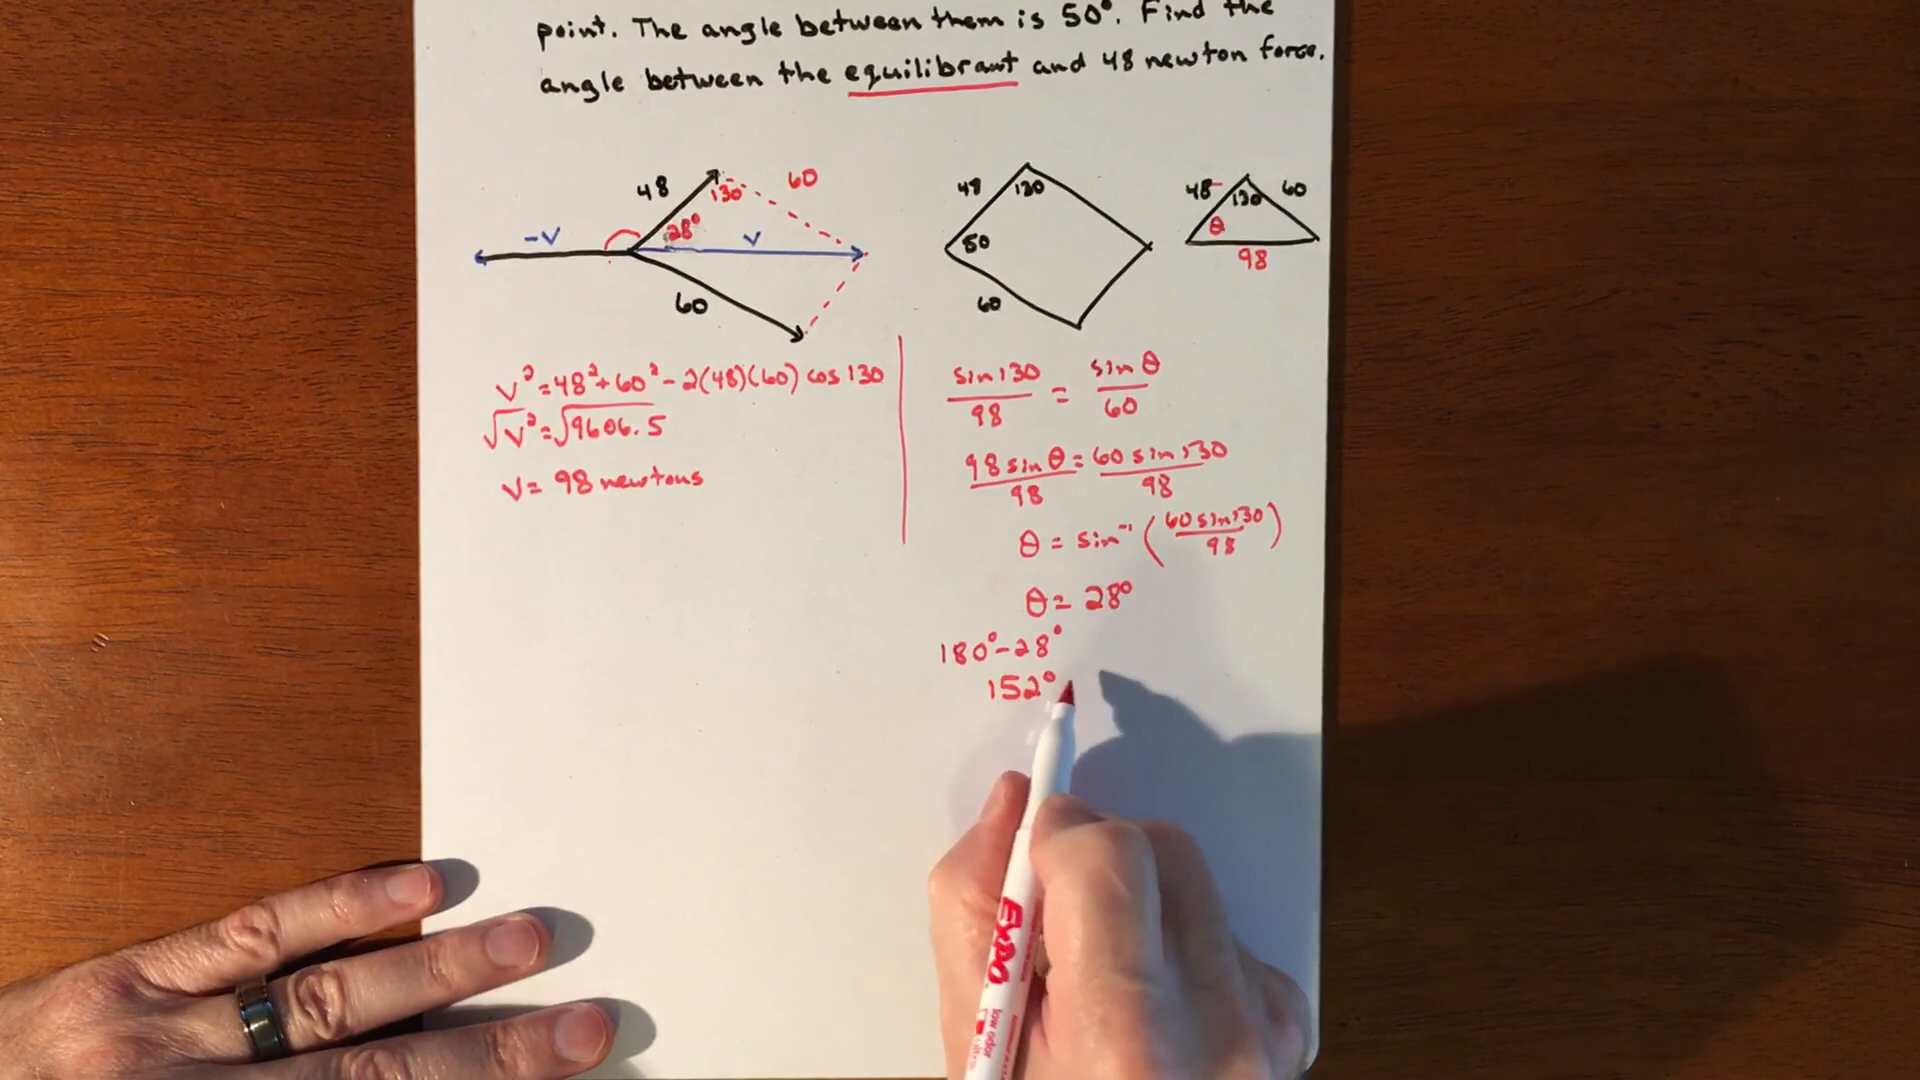 point. The angle between them is 50°. Find the
angle between the equilibrant and 48 newton force.
48
130
60
28°
-V
V
60
48
130
50
60
48
130
60
θ
98
V²=48²+60²-2(48)(60) cos 130
√V²=√9606.5
V= 98 newtons
sin 130/98 = sin θ/60
98 sin θ/98 = 60 sin 130/98
θ = sin⁻¹ (60 sin 130/98)
θ = 28°
180°-28°
152°
EXPO
low odor